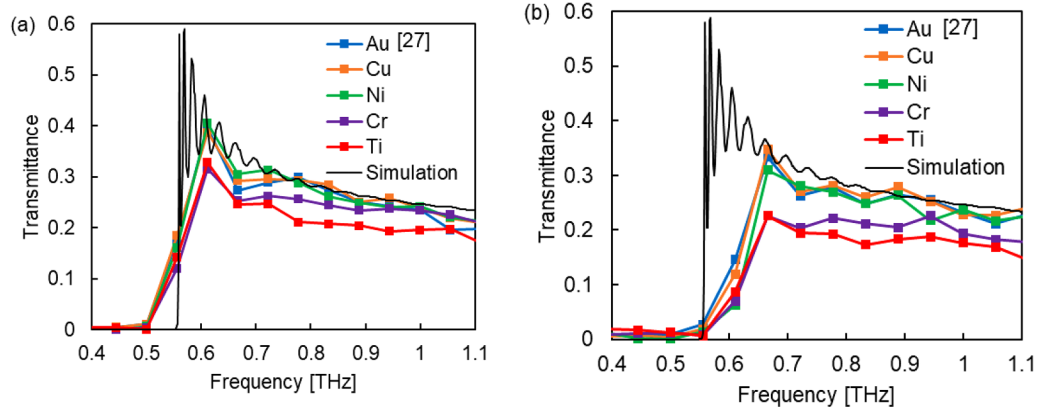 (a)
Transmittance
0.6
0.5
0.4
0.3
0.2
0.1
0
Au [27]
Cu
Ni
Cr
Ti
Simulation
0.4 0.5 0.6 0.7 0.8 0.9 1 1.1
Frequency [THz]
(b)
Transmittance
0.6
0.5
0.4
0.3
0.2
0.1
0
Au [27]
Cu
Ni
Cr
Ti
Simulation
0.4 0.5 0.6 0.7 0.8 0.9 1 1.1
Frequency [THz]